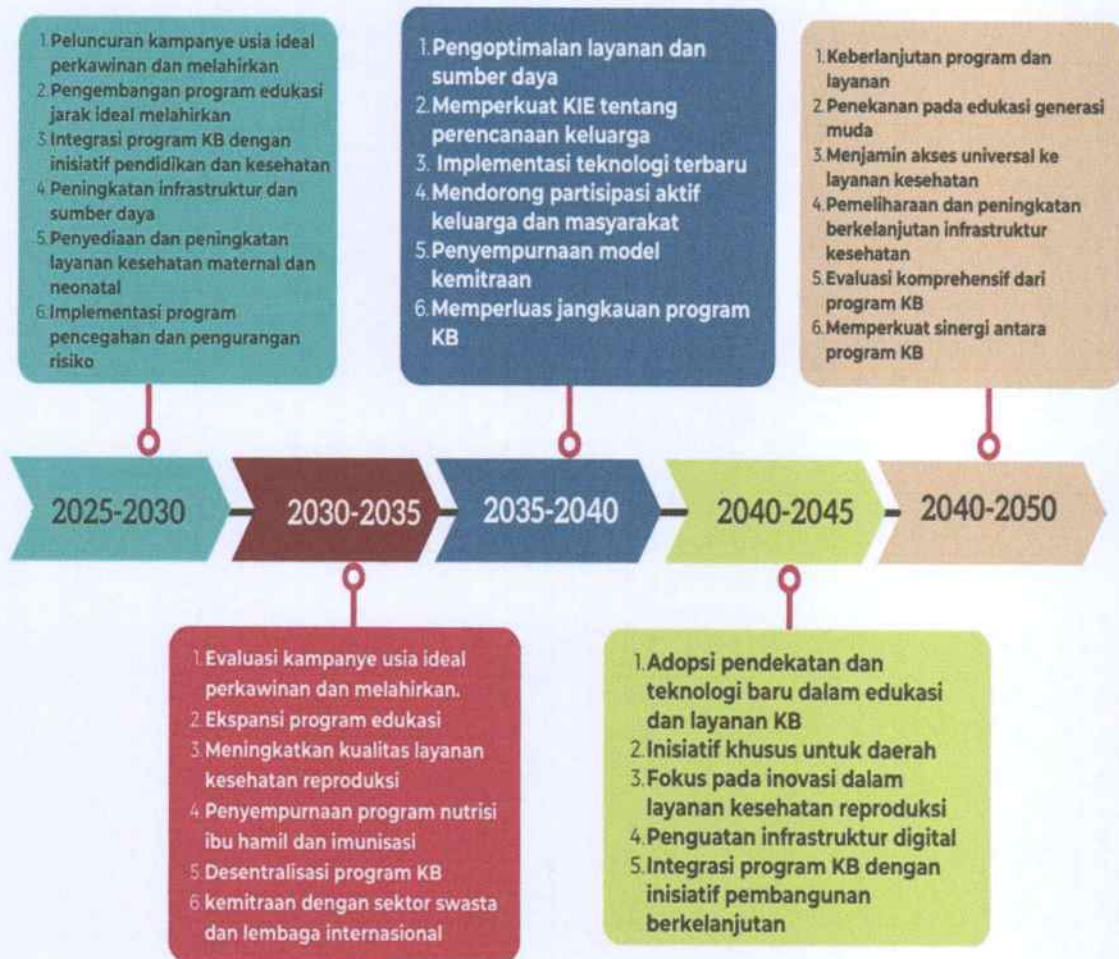 1. Peluncuran kampanye usia ideal
perkawinan dan melahirkan
2. Pengembangan program edukasi
jarak ideal melahirkan
3. Integrasi program KB dengan
inisiatif pendidikan dan kesehatan
4. Peningkatan infrastruktur dan
sumber daya
5. Penyediaan dan peningkatan
layanan kesehatan maternal dan
neonatal
6. Implementasi program
pencegahan dan pengurangan
risiko
1. Pengoptimalan layanan dan
sumber daya
2. Memperkuat KIE tentang
perencanaan keluarga
3. Implementasi teknologi terbaru
4. Mendorong partisipasi aktif
keluarga dan masyarakat
5. Penyempurnaan model
kemitraan
6. Memperluas jangkauan program
KB
1. Keberlanjutan program dan
layanan
2. Penekanan pada edukasi generasi
muda
3. Menjamin akses universal ke
layanan kesehatan
4. Pemeliharaan dan peningkatan
berkelanjutan infrastruktur
kesehatan
5. Evaluasi komprehensif dari
program KB
6. Memperkuat sinergi antara
program KB
2025-2030
2030-2035
2035-2040
2040-2045
2040-2050
1. Evaluasi kampanye usia ideal
perkawinan dan melahirkan.
2. Ekspansi program edukasi
3. Meningkatkan kualitas layanan
kesehatan reproduksi
4 Penyempurnaan program nutrisi
ibu hamil dan imunisasi
5. Desentralisasi program KB
6. kemitraan dengan sektor swasta
dan lembaga internasional
1. Adopsi pendekatan dan
teknologi baru dalam edukasi
dan layanan KB
2. Inisiatif khusus untuk daerah
3. Fokus pada inovasi dalam
layanan kesehatan reproduksi
4. Penguatan infrastruktur digital
5. Integrasi program KB dengan
inisiatif pembangunan
berkelanjutan